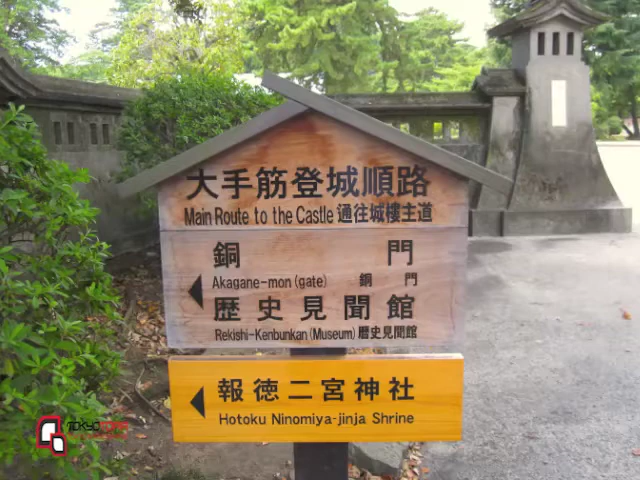 大手筋登城順路
Main Route to the Castle 通往城樓主道
銅門
Akagane-mon (gate) 銅門
歴史見聞館
Rekishi-Kenbunkan (Museum) 曆史見聞館
報徳二宮神社
Hotoku Ninomiya-jinja Shrine